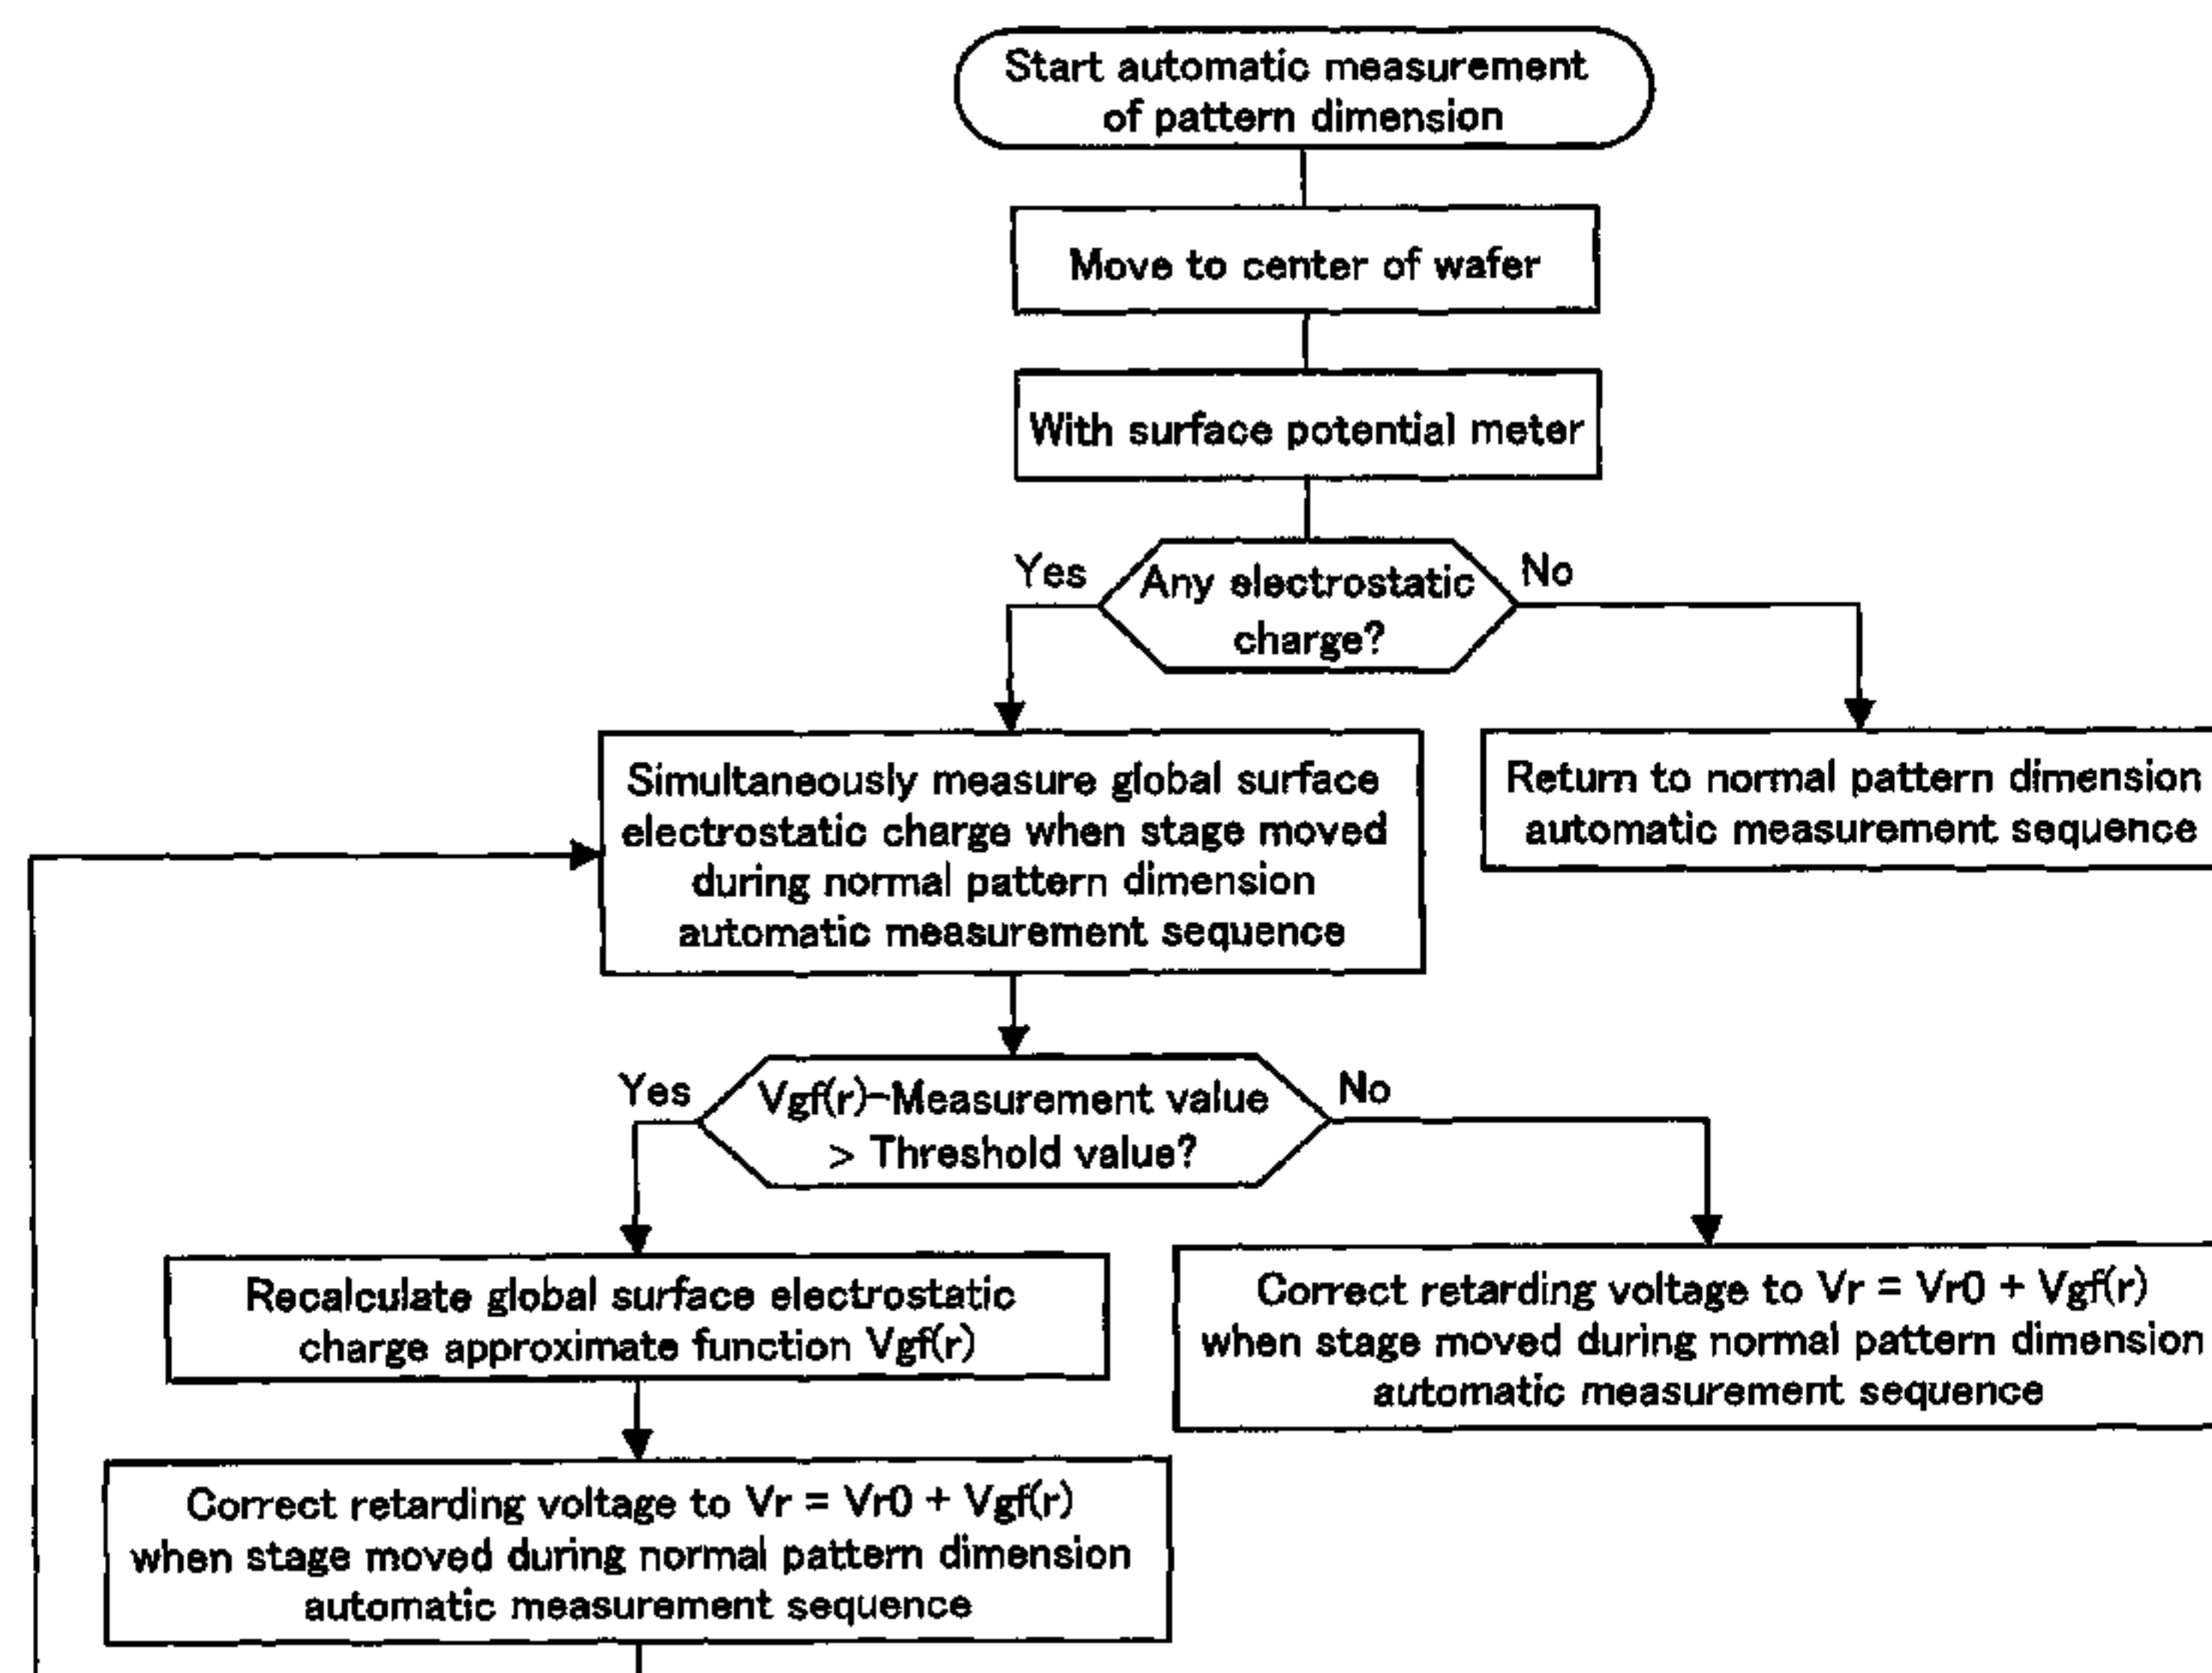 Start automatic measurement
of pattern dimension
Move to center of wafer
With surface potential meter
Yes
Any electrostatic
charge?
No
Simultaneously measure global surface
electrostatic charge when stage moved
during normal pattern dimension
automatic measurement sequence
Return to normal pattern dimension
automatic measurement sequence
Yes
Vgf(r)-Measurement value
> Threshold value?
No
Recalculate global surface electrostatic
charge approximate function Vgf(r)
Correct retarding voltage to Vr = Vr0 + Vgf(r)
when stage moved during normal pattern dimension
automatic measurement sequence
Correct retarding voltage to Vr = Vr0 + Vgf(r)
when stage moved during normal pattern dimension
automatic measurement sequence